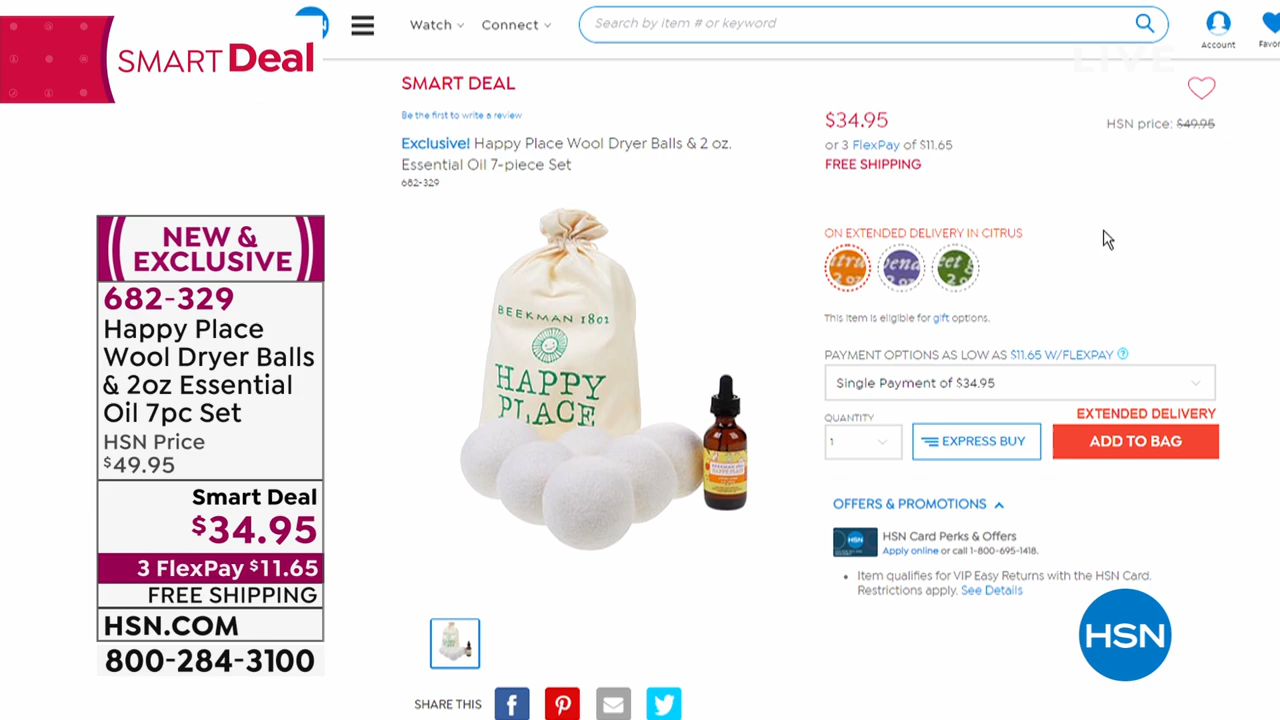 SMART Deal
Watch
Connect
Search by item # or keyword
Account
LIVE
SMART DEAL
Be the first to write a review
Exclusive! Happy Place Wool Dryer Balls & 2 oz.
Essential Oil 7-piece Set
682-329
$34.95
HSN price: $49.95
or 3 FlexPay of $11.65
FREE SHIPPING
ON EXTENDED DELIVERY IN CITRUS
This item is eligible for gift options.
PAYMENT OPTIONS AS LOW AS $11.65 W/FLEXPAY
Single Payment of $34.95
QUANTITY
EXTENDED DELIVERY
1
EXPRESS BUY
ADD TO BAG
OFFERS & PROMOTIONS
HSN
HSN Card Perks & Offers
Apply online or call 1-800-695-1418.
• Item qualifies for VIP Easy Returns with the HSN Card.
Restrictions apply. See Details
BEEKMAN 1802
HAPPY
PLACE
SHARE THIS
NEW &
EXCLUSIVE
682-329
Happy Place
Wool Dryer Balls
& 2oz Essential
Oil 7pc Set
HSN Price
$49.95
Smart Deal
$34.95
3 FlexPay $11.65
FREE SHIPPING
HSN.COM
800-284-3100
HSN